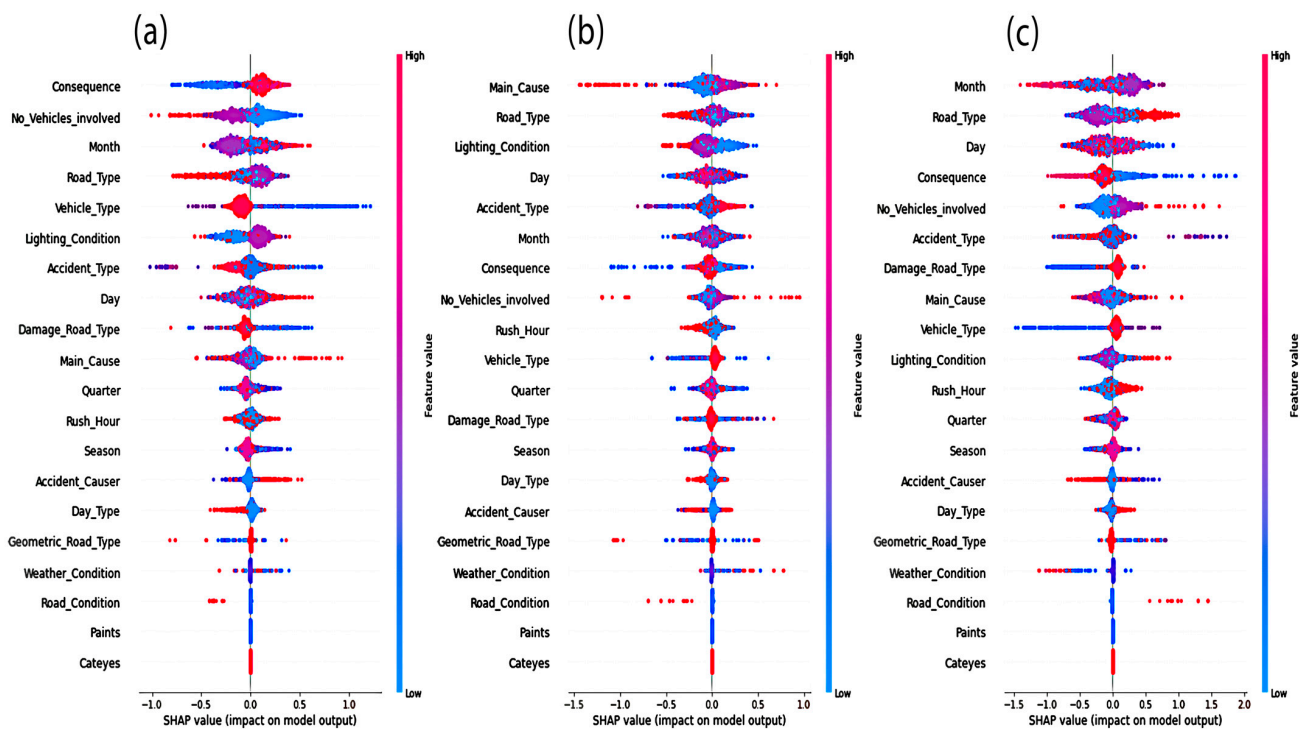 (a)
High
Consequence
No_Vehicles_involved
Month
Road_Type
Vehicle_Type
Lighting_Condition
Accident_Type
Day
Damage_Road_Type
Main_Cause
Quarter
Rush_Hour
Season
Accident_Causer
Day_Type
Geometric_Road_Type
Weather_Condition
Road_Condition
Paints
Cateyes
Feature value
Low
−1.0 −0.5 0.0 0.5 1.0
SHAP value (impact on model output)
(b)
High
Main_Cause
Road_Type
Lighting_Condition
Day
Accident_Type
Month
Consequence
No_Vehicles_involved
Rush_Hour
Vehicle_Type
Quarter
Damage_Road_Type
Season
Day_Type
Accident_Causer
Geometric_Road_Type
Weather_Condition
Road_Condition
Paints
Cateyes
Feature value
Low
−1.5 −1.0 −0.5 0.0 0.5 1.0
SHAP value (impact on model output)
(c)
High
Month
Road_Type
Day
Consequence
No_Vehicles_involved
Accident_Type
Damage_Road_Type
Main_Cause
Vehicle_Type
Lighting_Condition
Rush_Hour
Quarter
Season
Accident_Causer
Day_Type
Geometric_Road_Type
Weather_Condition
Road_Condition
Paints
Cateyes
Feature value
Low
−1.5 −1.0 −0.5 0.0 0.5 1.0 1.5 2.0
SHAP value (impact on model output)